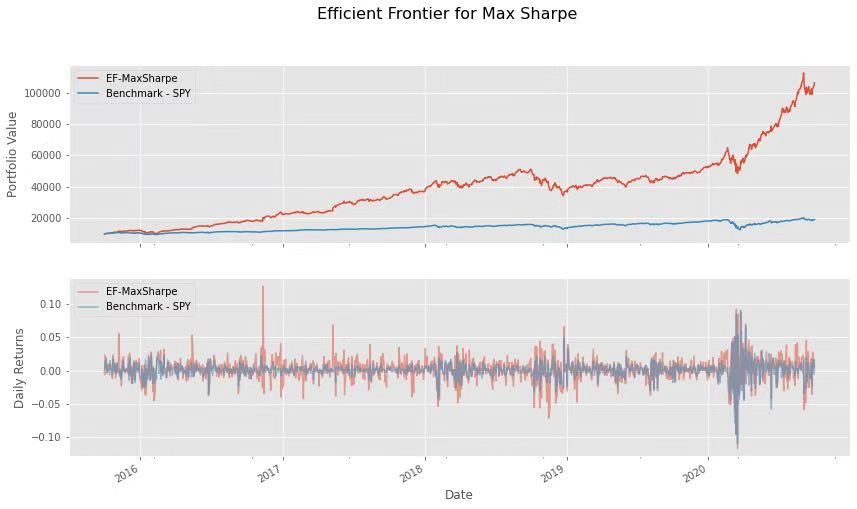 Efficient Frontier for Max Sharpe
EF-MaxSharpe
Benchmark - SPY
Portfolio Value
100000
80000
60000
40000
20000
EF-MaxSharpe
Benchmark - SPY
Daily Returns
0.10
0.05
0.00
−0.05
−0.10
2016
2017
2018
2019
2020
Date